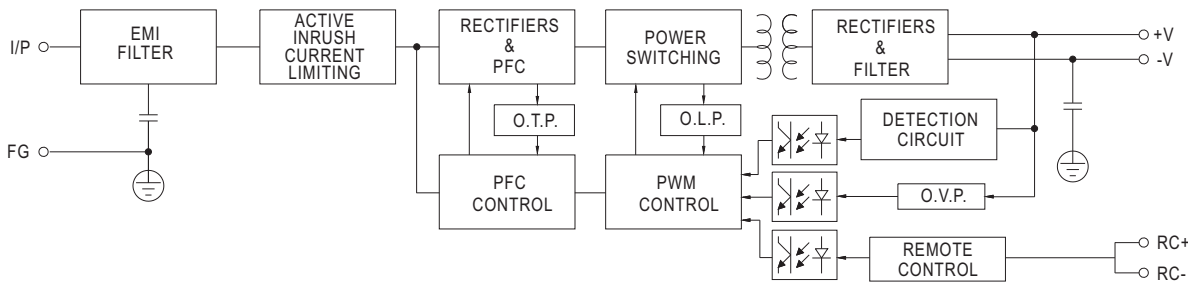 I/P
EMI
FILTER
ACTIVE
INRUSH
CURRENT
LIMITING
RECTIFIERS
&
PFC
POWER
SWITCHING
RECTIFIERS
&
FILTER
+V
-V
O.T.P.
O.L.P.
DETECTION
CIRCUIT
FG
PFC
CONTROL
PWM
CONTROL
O.V.P.
REMOTE
CONTROL
RC+
RC-